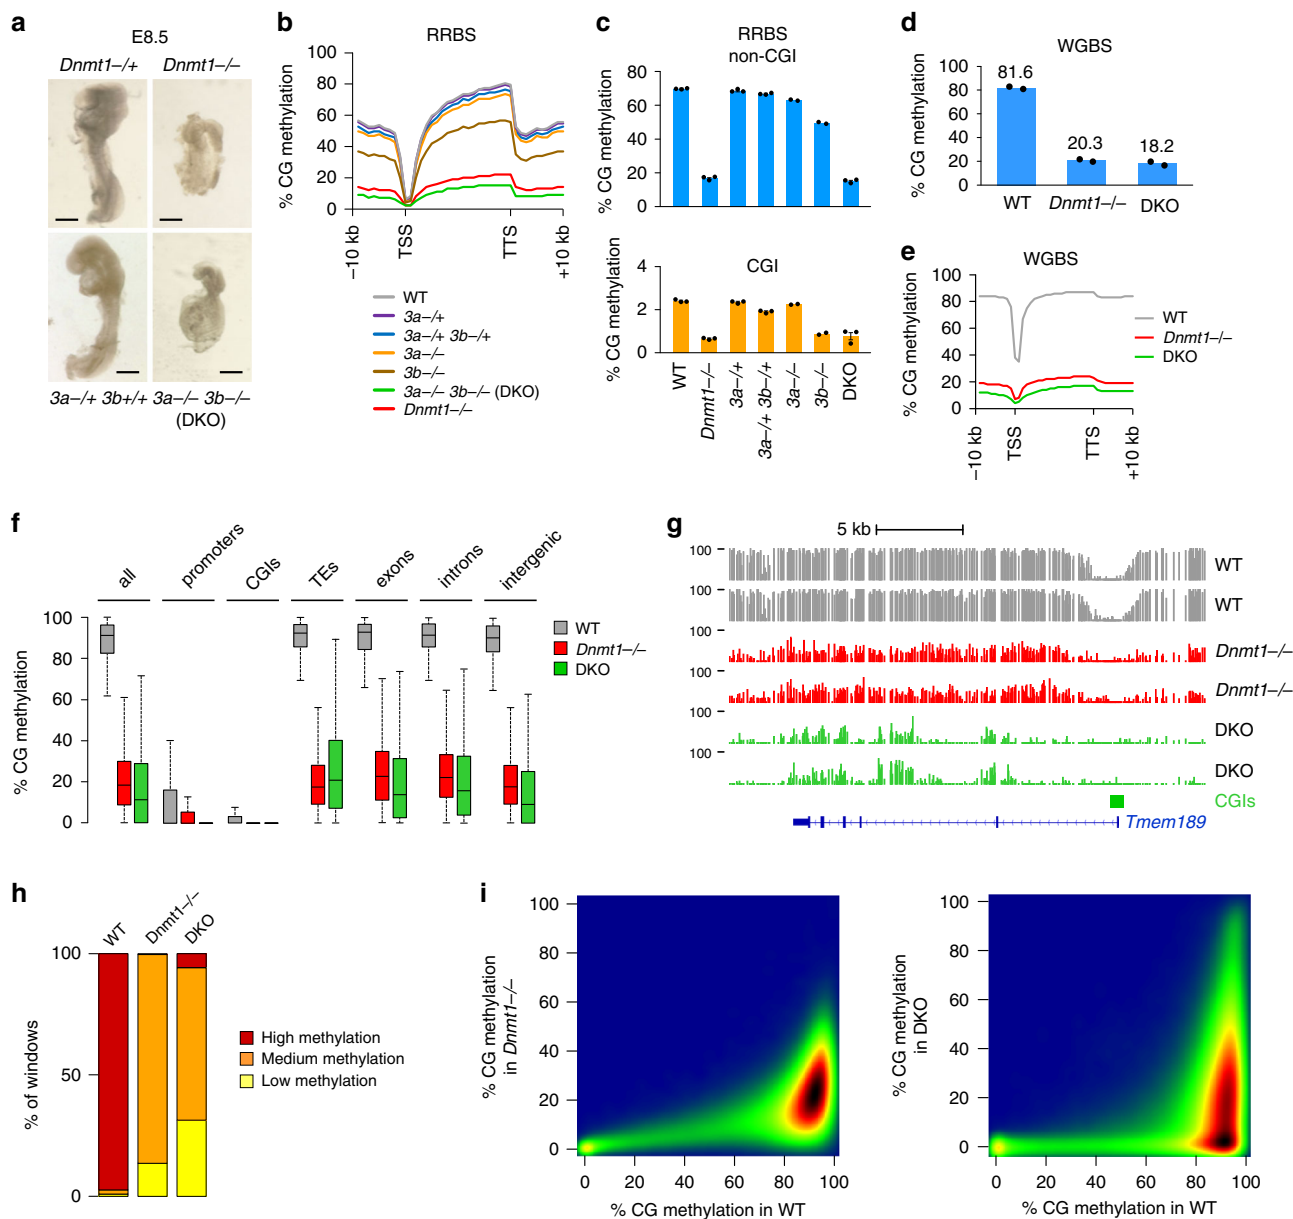 a
E8.5
Dnmt1–/+ Dnmt1–/–
3a–/+ 3b+/+ 3a–/– 3b–/–
(DKO)
b
RRBS
% CG methylation
100
80
60
40
20
0
–10 kb
TSS
TTS
+10 kb
WT
3a–/+
3a–/+ 3b–/+
3a–/–
3b–/–
3a–/– 3b–/– (DKO)
Dnmt1–/–
c
RRBS
non-CGI
% CG methylation
80
60
40
20
0
CGI
% CG methylation
4
2
0
WT
Dnmt1–/–
3a–/+
3a–/+ 3b–/+
3a–/–
3b–/–
DKO
d
WGBS
% CG methylation
100
80
60
40
20
0
81.6
20.3
18.2
WT Dnmt1–/– DKO
e
WGBS
% CG methylation
100
80
60
40
20
0
–10 kb
TSS
TTS
+10 kb
WT
Dnmt1–/–
DKO
f
all
promoters
CGIs
TEs
exons
introns
intergenic
% CG methylation
100
80
60
40
20
0
WT
Dnmt1–/–
DKO
g
5 kb
100
WT
100
WT
100
Dnmt1–/–
100
Dnmt1–/–
100
DKO
100
DKO
CGIs
Tmem189
h
WT
Dnmt1–/–
DKO
% of windows
100
50
0
High methylation
Medium methylation
Low methylation
i
% CG methylation
in Dnmt1–/–
100
80
60
40
20
0
0 20 40 60 80 100
% CG methylation in WT
% CG methylation
in DKO
100
80
60
40
20
0
0 20 40 60 80 100
% CG methylation in WT